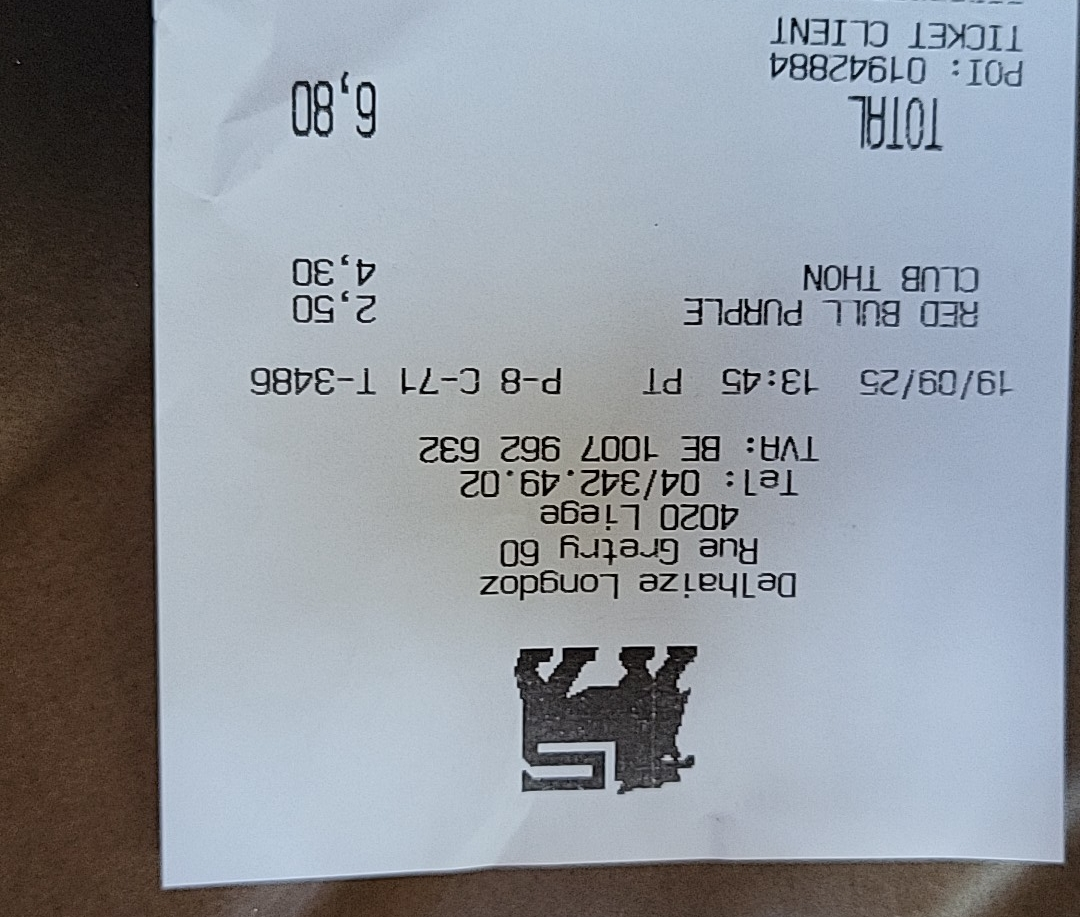 Delhaize Longdoz
Rue Gretry 60
4020 Liege
Tel: 04/342.49.02
TVA: BE 1007 962 632
19/09/25 13:45 PT P-8 C-71 T-3486
RED BULL PURPLE 2,50
CLUB THON 4,30
TOTAL 6,80
POI: 01942884
TICKET CLIENT